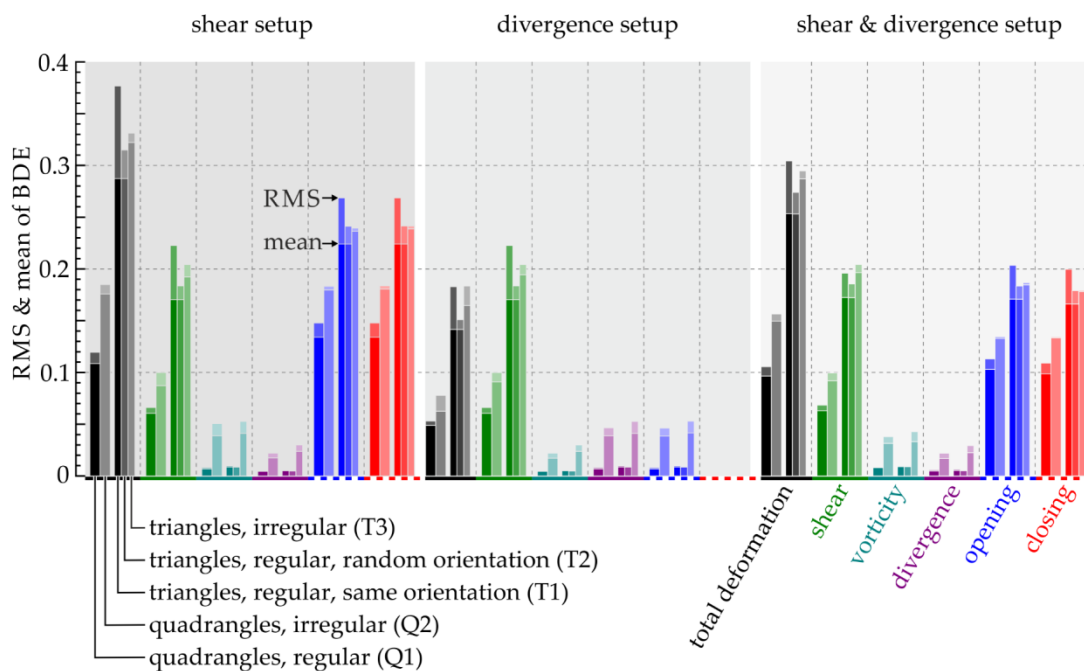 shear setup
divergence setup
shear & divergence setup
RMS & mean of BDE
0.4
0.3
0.2
0.1
0
RMS
mean
total deformation
shear
vorticity
divergence
opening
closing
triangles, irregular (T3)
triangles, regular, random orientation (T2)
triangles, regular, same orientation (T1)
quadrangles, irregular (Q2)
quadrangles, regular (Q1)